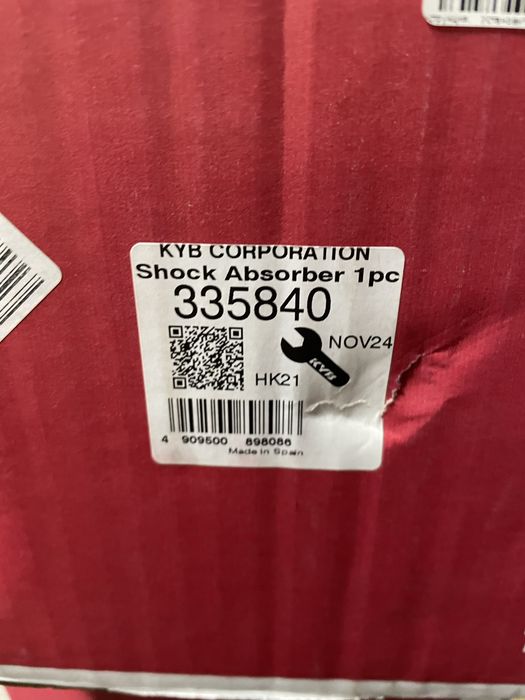 KYB CORPORATION
Shock Absorber 1pc
335840
NOV24
KYB
HK21
4 909500 898086
Made in Spain